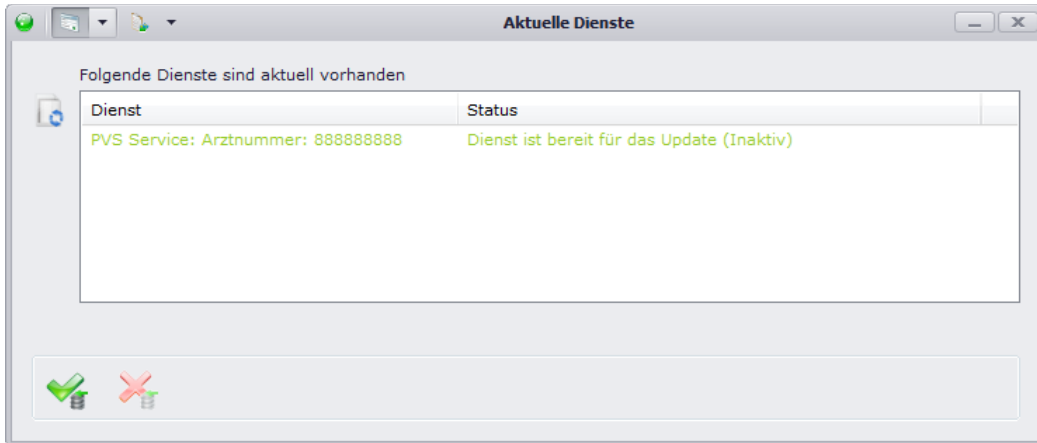 Aktuelle Dienste
Folgende Dienste sind aktuell vorhanden
Dienst Status
PVS Service: Arztnummer: 888888888 Dienst ist bereit für das Update (Inaktiv)